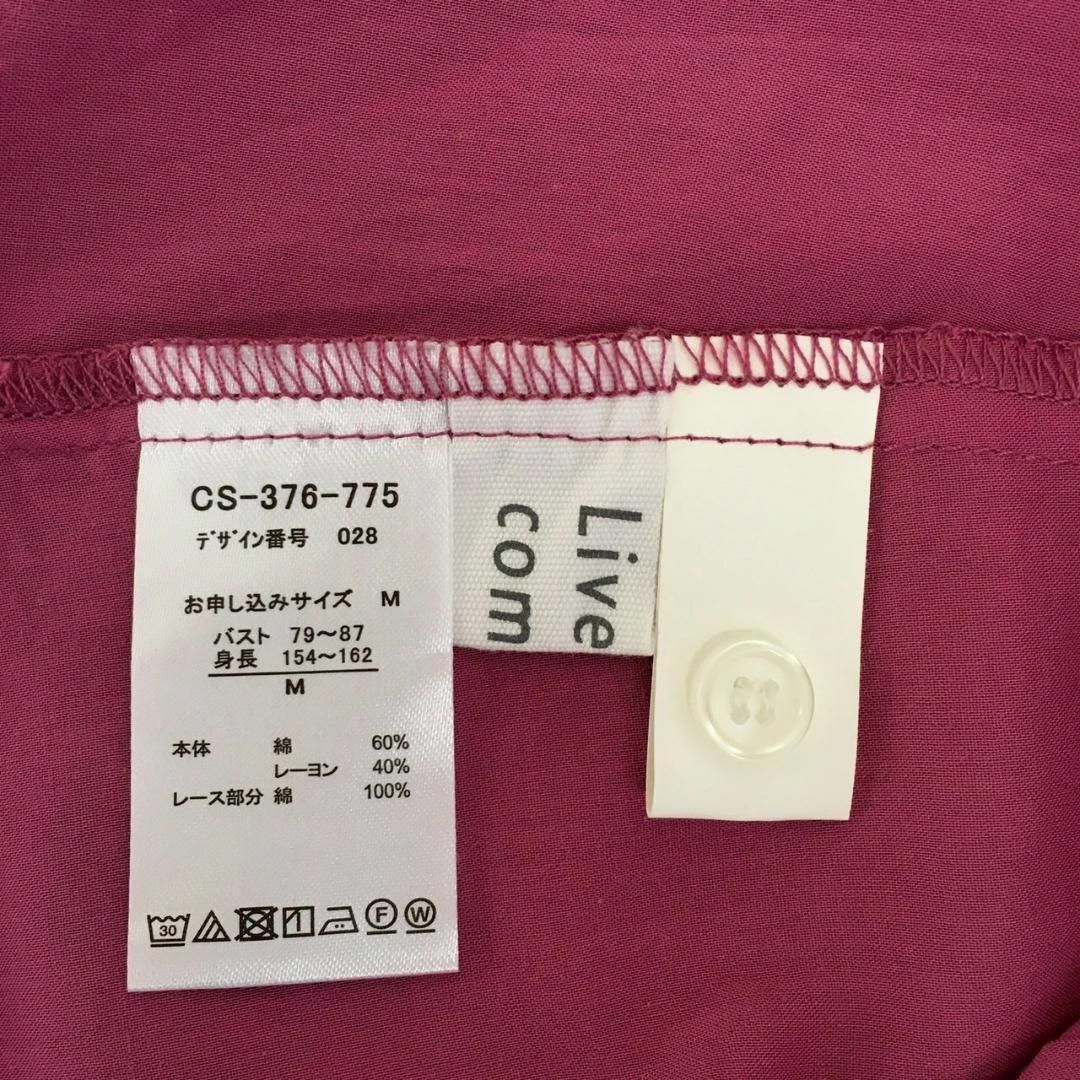 CS-376-775
ﾃﾞｻﾞｲﾝ番号 028
お申し込みサイズ M
バスト 79～87
身長 154～162
M
本体 綿 60%
レーヨン 40%
レース部分 綿 100%
30
F
W
Live
com